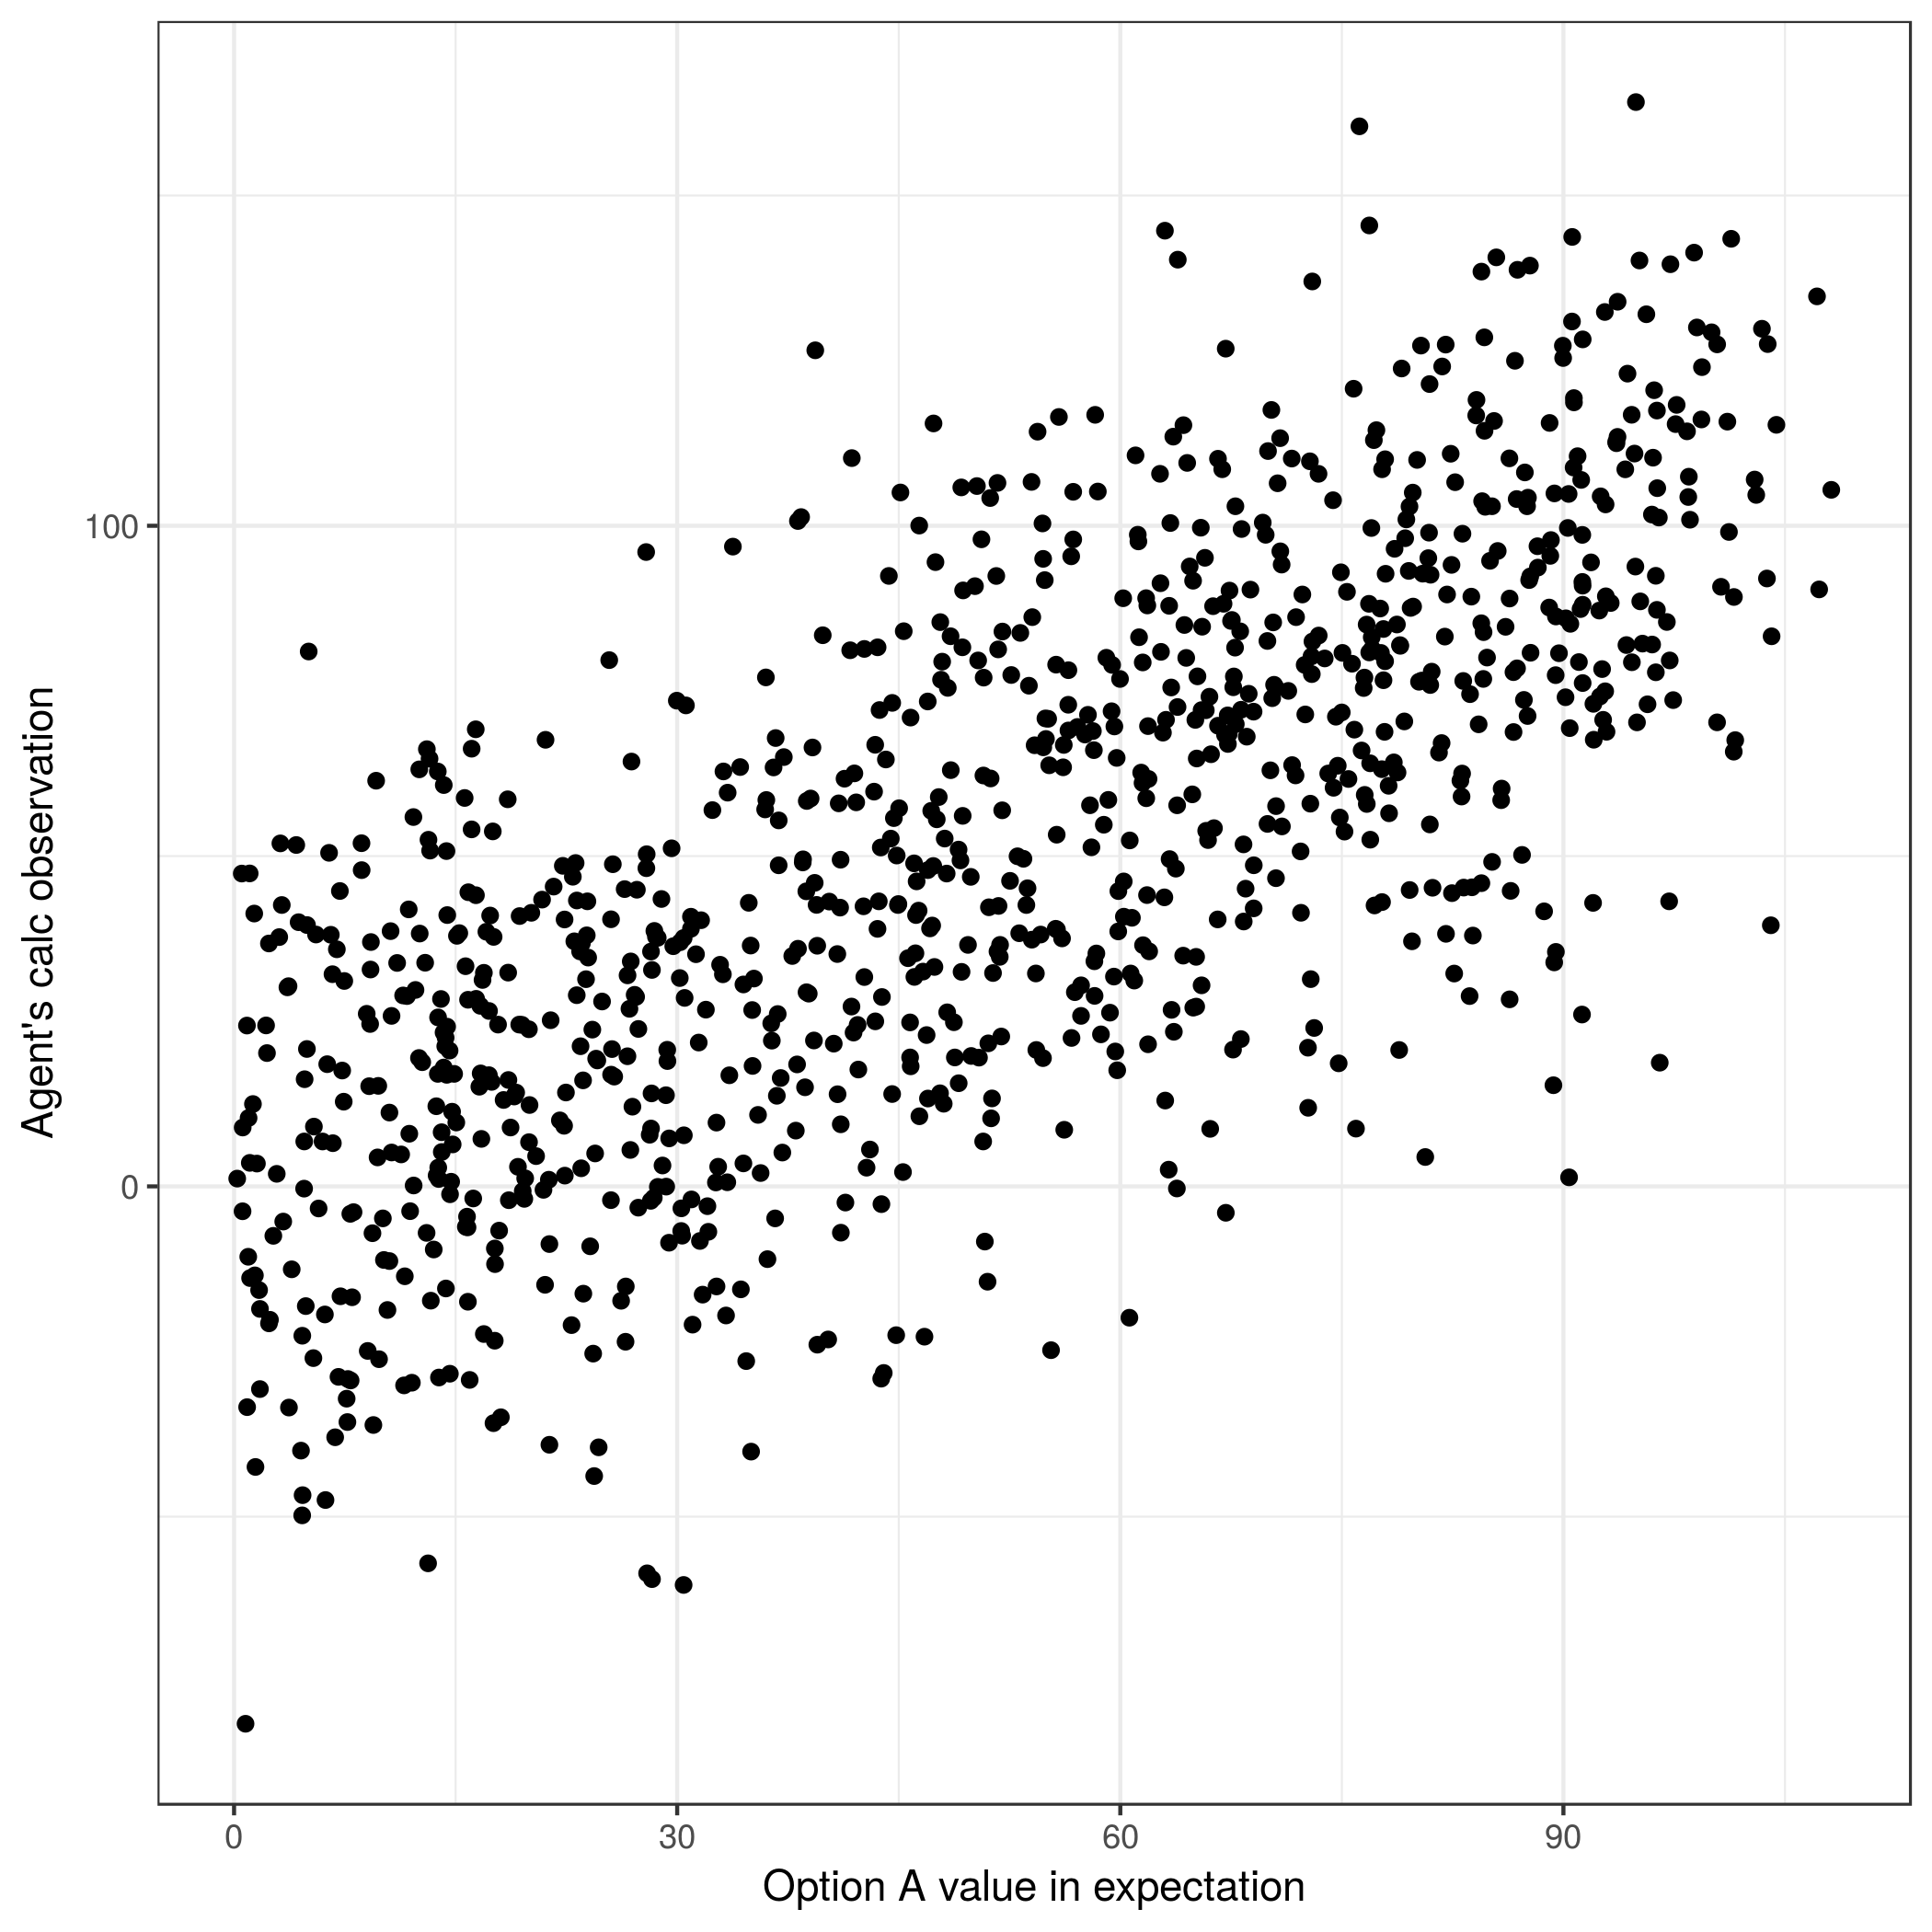 Agent's calc observation
100
0
0 30 60 90
Option A value in expectation